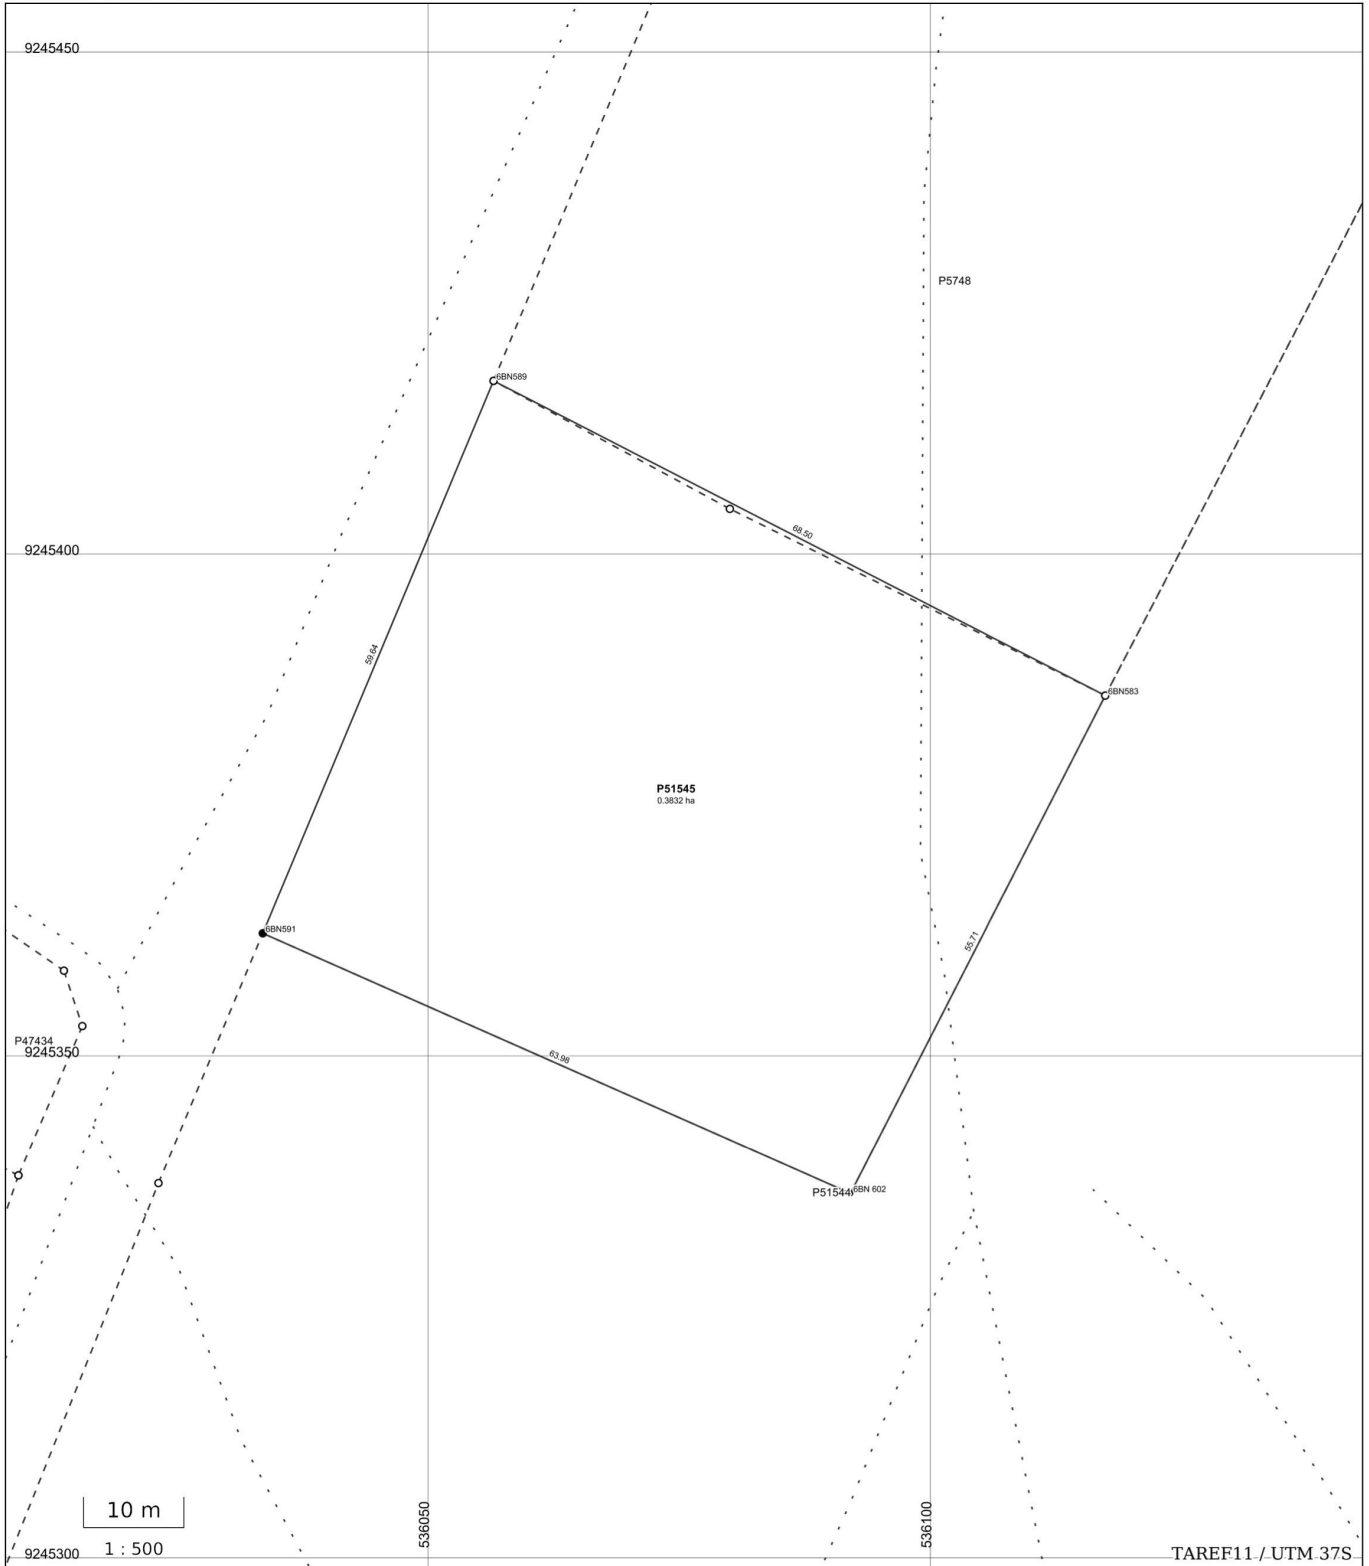 9245450
P5748
6BN589
68.50
9245400
59.64
6BN583
P51545
0.3832 ha
6BN591
55.71
P47434
9245350
63.98
P51544
6BN 602
10 m
1 : 500
536050
536100
9245300
TAREF11 / UTM 37S